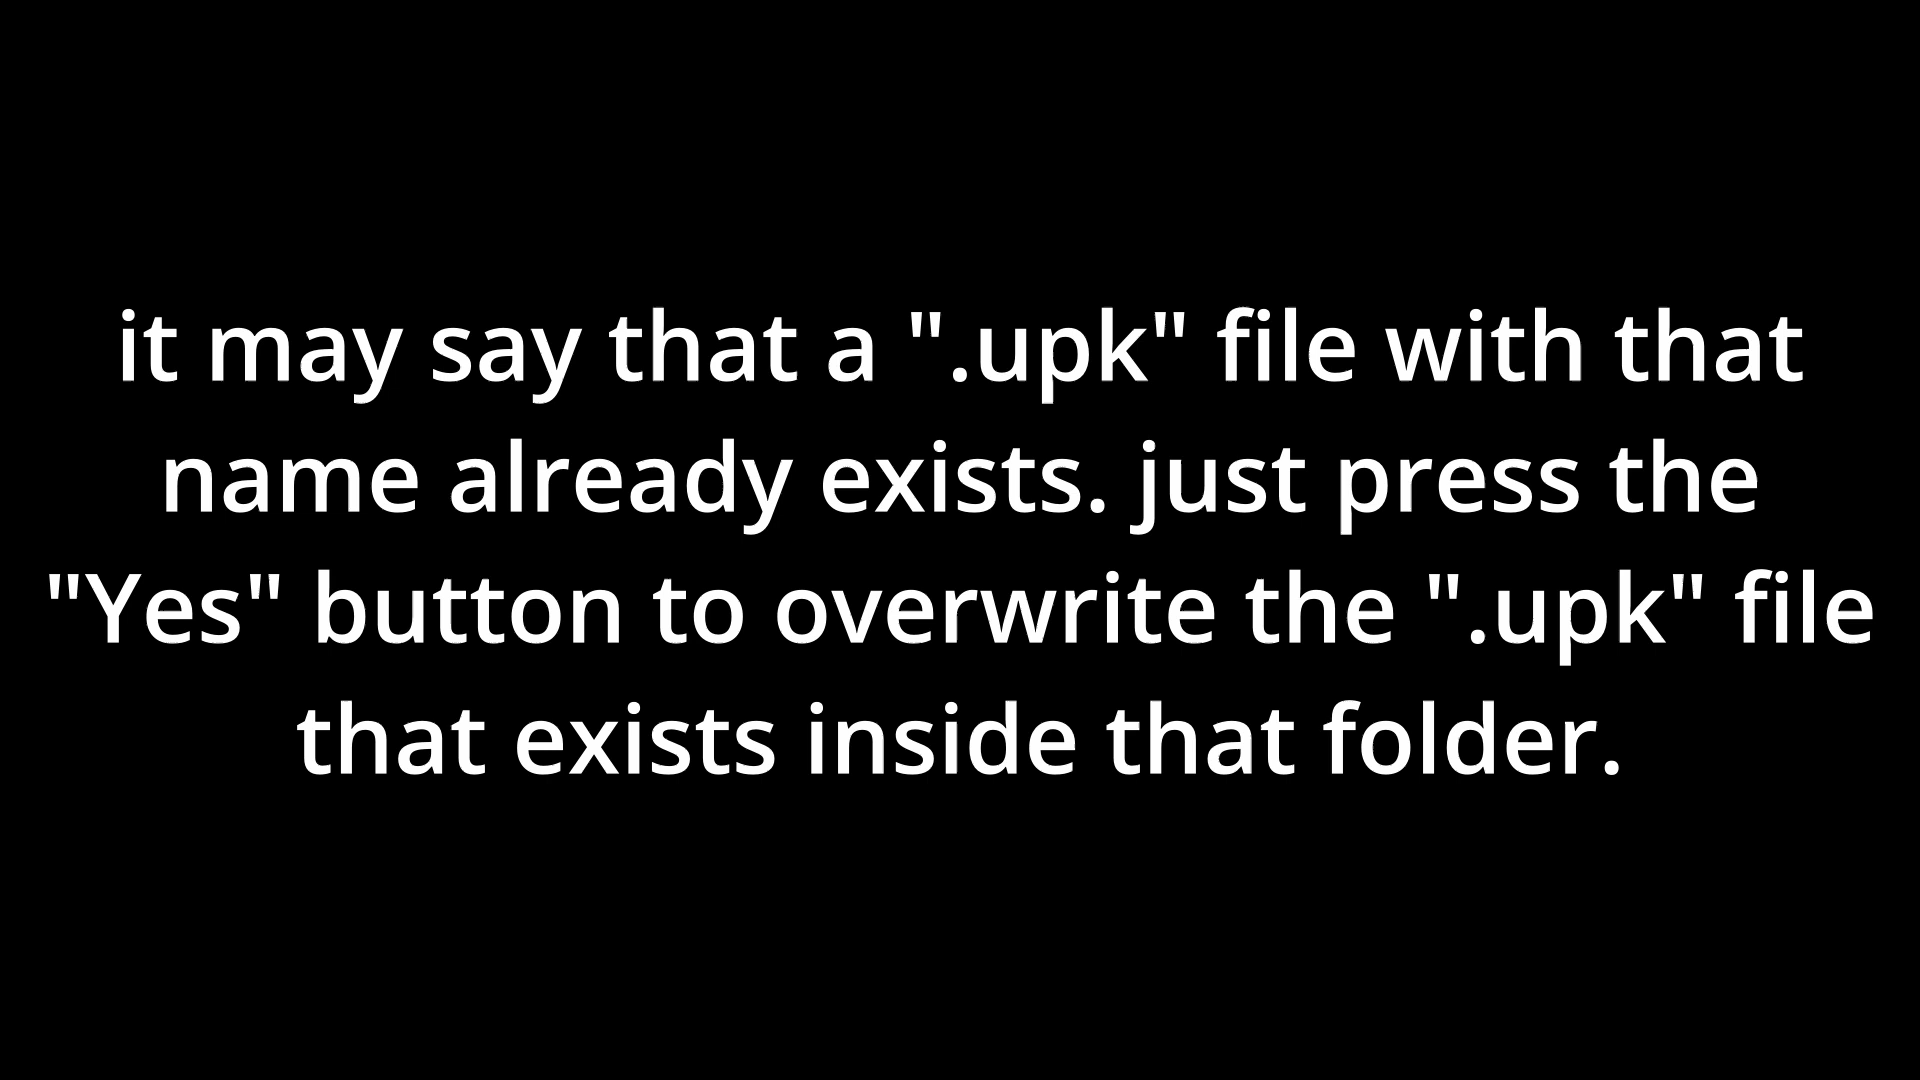 it may say that a ".upk" file with that
name already exists. just press the
"Yes" button to overwrite the ".upk" file
that exists inside that folder.